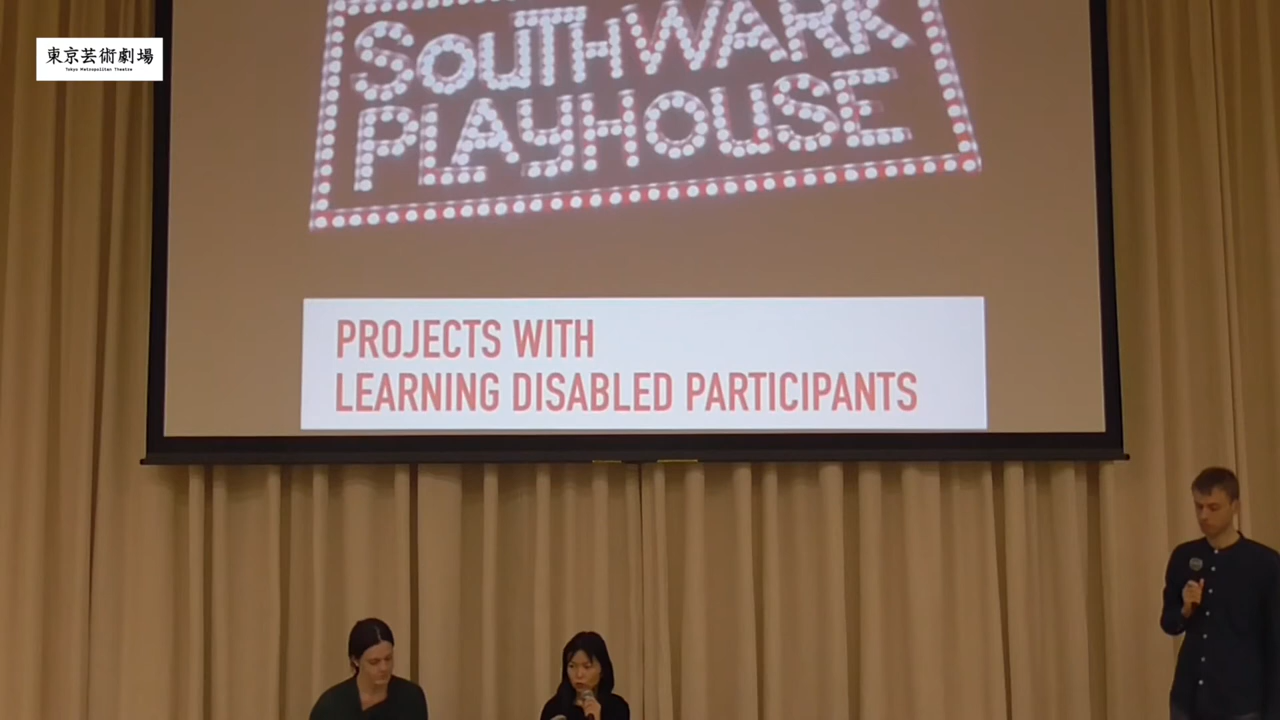 東京芸術劇場
Tokyo Metropolitan Theatre
SOUTHWARK
PLAYHOUSE
PROJECTS WITH
LEARNING DISABLED PARTICIPANTS